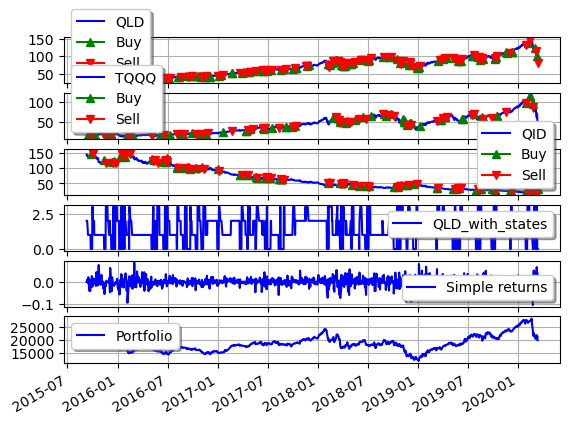 QLD
Buy
Sell
150
100
50
TQQQ
Buy
Sell
100
50
QID
Buy
Sell
150
100
50
QLD_with_states
2.5
0.0
Simple returns
0.0
−0.1
Portfolio
25000
20000
15000
2015-07
2016-01
2016-07
2017-01
2017-07
2018-01
2018-07
2019-01
2019-07
2020-01